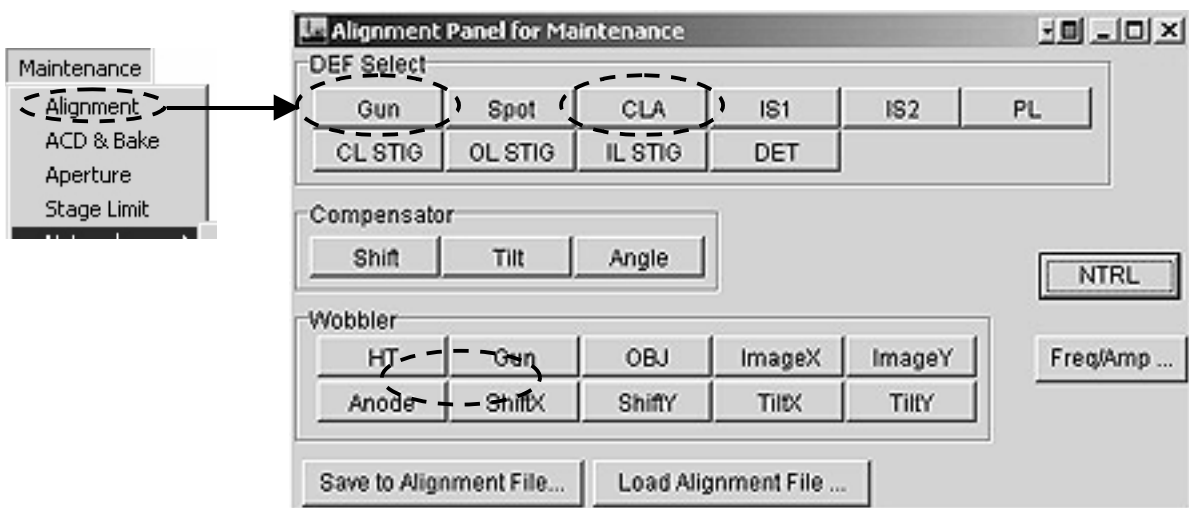 Maintenance
Alignment
ACD & Bake
Aperture
Stage Limit
Alignment Panel for Maintenance
DEF Select
Gun Spot CLA IS1 IS2 PL
CL STIG OL STIG IL STIG DET
Compensator
Shift Tilt Angle
NTRL
Wobbler
HT Gun OBJ ImageX ImageY Freq/Amp ...
Anode ShiftX ShiftY TiltX TiltY
Save to Alignment File... Load Alignment File ...